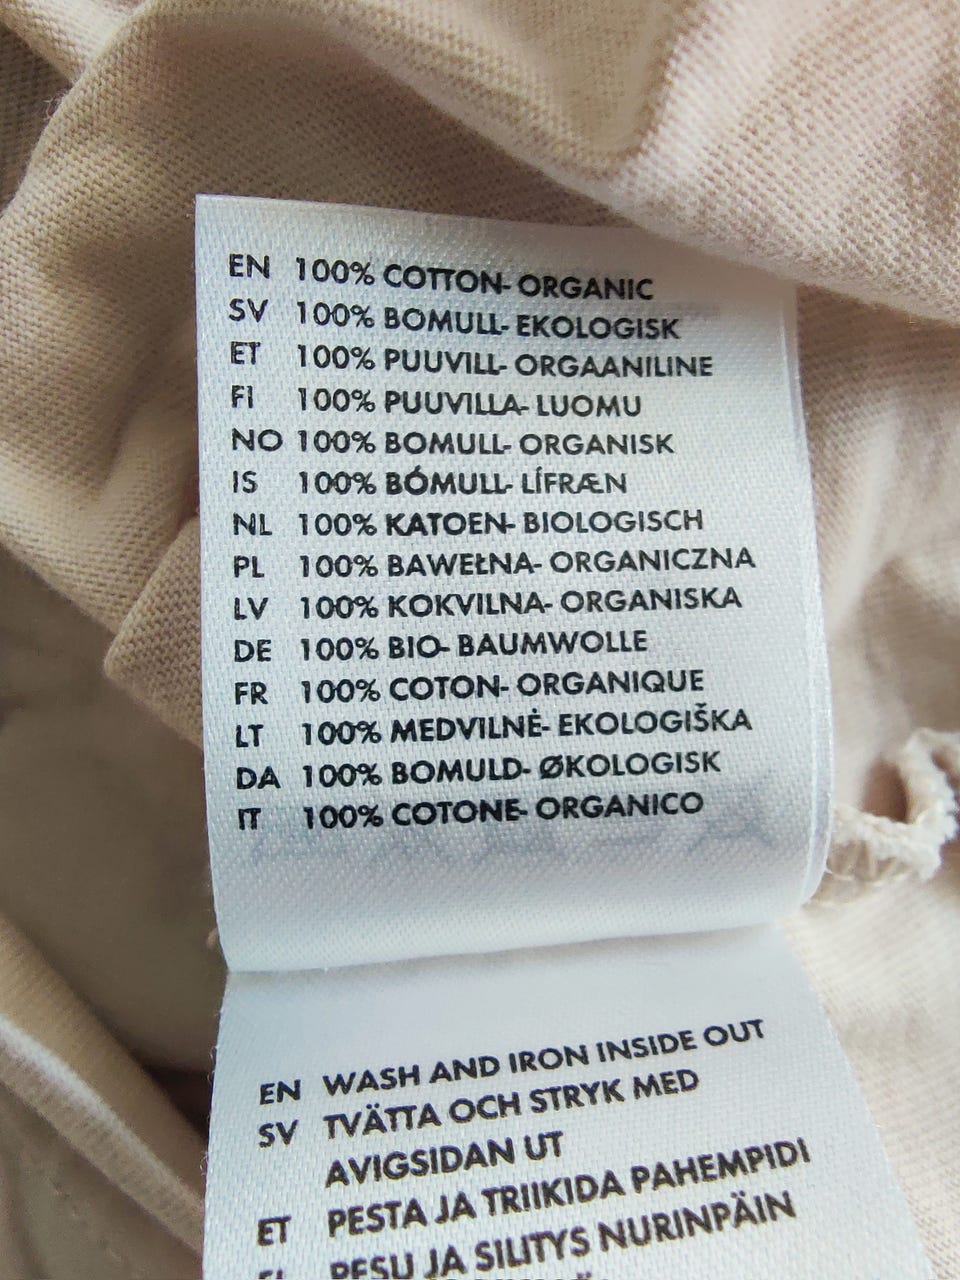 EN 100% COTTON- ORGANIC
SV 100% BOMULL- EKOLOGISK
ET 100% PUUVILL- ORGAANILINE
FI 100% PUUVILLA- LUOMU
NO 100% BOMULL- ORGANISK
IS 100% BÓMULL- LÍFRÆN
NL 100% KATOEN- BIOLOGISCH
PL 100% BAWEŁNA- ORGANICZNA
LV 100% KOKVILNA- ORGANISKA
DE 100% BIO- BAUMWOLLE
FR 100% COTON- ORGANIQUE
LT 100% MEDVILNĖ- EKOLOGIŠKA
DA 100% BOMULD- ØKOLOGISK
IT 100% COTONE- ORGANICO
EN WASH AND IRON INSIDE OUT
SV TVÄTTA OCH STRYK MED
AVIGSIDAN UT
ET PESTA JA TRIIKIDA PAHEMPIDI
FI PESU JA SILITYS NURINPÄIN